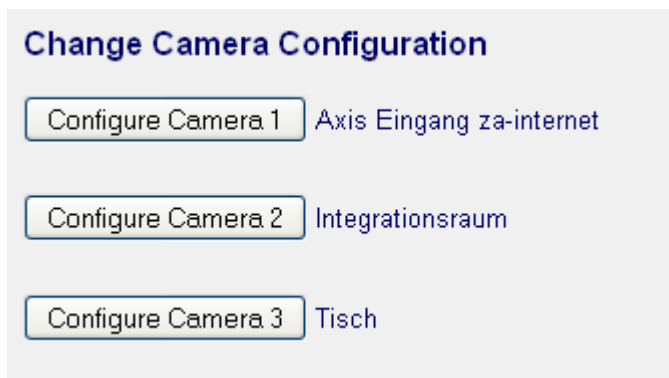 Change Camera Configuration
Configure Camera 1 Axis Eingang za-internet
Configure Camera 2 Integrationsraum
Configure Camera 3 Tisch